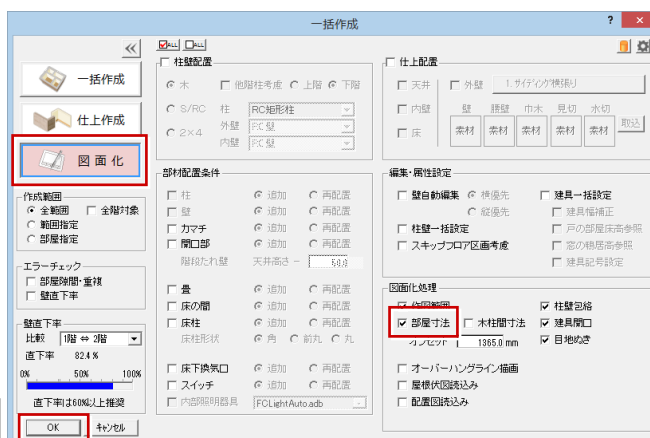 一括作成
? ×
ALL ALL
一括作成
仕上作成
図面化
作成範囲
全範囲 全階対象
範囲指定
部屋指定
エラーチェック
部屋隙間・重複
壁直下率
壁直下率
比較 1階 ⇔ 2階
直下率 82.4 %
0% 50% 100%
直下率は60%以上推奨
OK キャンセル
柱壁配置
木 他階柱考慮 上階 下階
S/RC 柱 RC矩形柱
2×4 外壁 RC壁
内壁 RC壁
部材配置条件
柱 追加 再配置
壁 追加 再配置
カマチ 追加 再配置
開口部 追加 再配置
階段たれ壁 天井高さ －
畳 追加 再配置
床の間 追加 再配置
床柱 追加 再配置
床柱形状 角 前丸 丸
床下換気口 追加 再配置
スイッチ 追加 再配置
内部照明器具 FCLightAuto.adb
仕上配置
天井 外壁 1.サイディング横張り
内壁 壁 腰壁 巾木 見切 水切
床 素材 素材 素材 素材 素材 取込
編集・属性設定
壁自動編集 横優先
縦優先
柱壁一括設定
スキップフロア区画考慮
建具一括設定
建具幅補正
戸の部屋床高参照
窓の鴨居高参照
建具記号設定
図面化処理
作図範囲 柱壁包絡
部屋寸法 木柱間寸法 建具開口
オフセット 1365.0 mm 目地ぬき
オーバーハングライン描画
屋根伏図読込み
配置図読込み